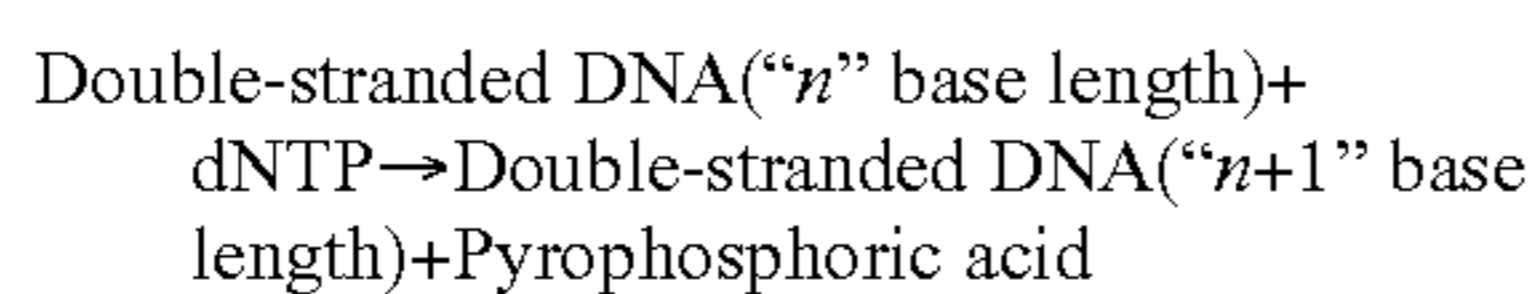 Double-stranded DNA(“n” base length)+
dNTP→Double-stranded DNA(“n+1” base
length)+Pyrophosphoric acid